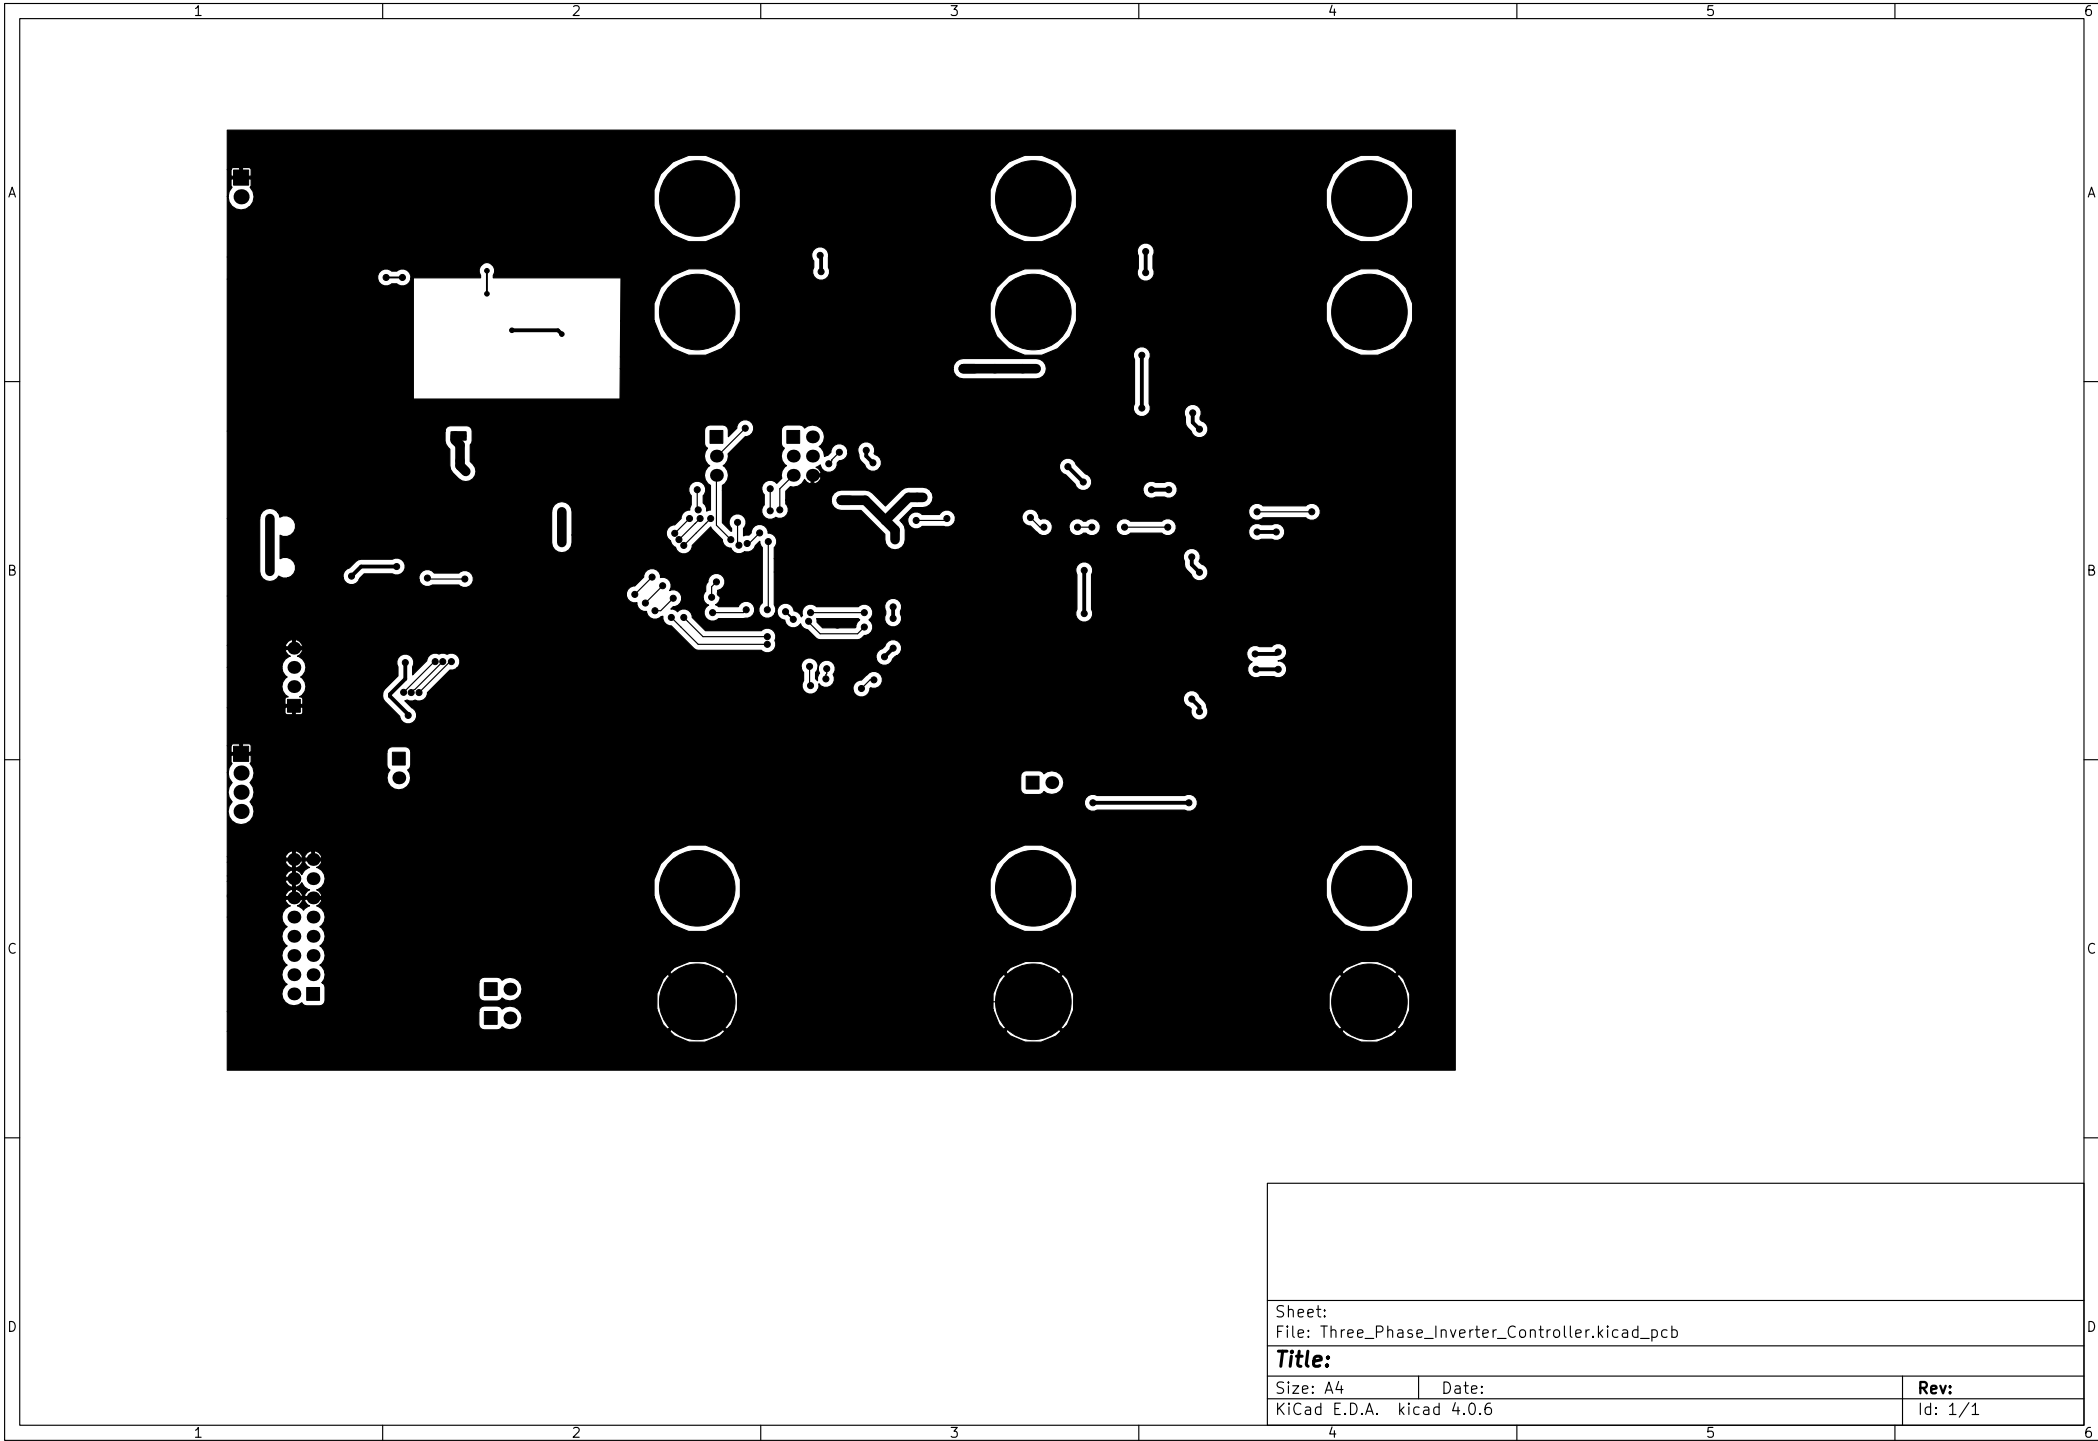 1 2 3 4 5 6
A A
B B
C C
D D
Sheet:
File: Three_Phase_Inverter_Controller.kicad_pcb
Title:
Size: A4 Date: Rev:
KiCad E.D.A. kicad 4.0.6 Id: 1/1
1 2 3 4 5 6